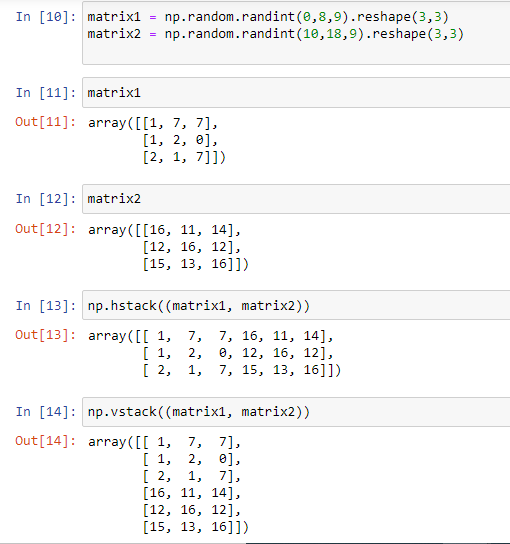 In [10]: matrix1 = np.random.randint(0,8,9).reshape(3,3)
matrix2 = np.random.randint(10,18,9).reshape(3,3)
In [11]: matrix1
Out[11]: array([[1, 7, 7],
[1, 2, 0],
[2, 1, 7]])
In [12]: matrix2
Out[12]: array([[16, 11, 14],
[12, 16, 12],
[15, 13, 16]])
In [13]: np.hstack((matrix1, matrix2))
Out[13]: array([[ 1,  7,  7, 16, 11, 14],
[ 1,  2,  0, 12, 16, 12],
[ 2,  1,  7, 15, 13, 16]])
In [14]: np.vstack((matrix1, matrix2))
Out[14]: array([[ 1,  7,  7],
[ 1,  2,  0],
[ 2,  1,  7],
[16, 11, 14],
[12, 16, 12],
[15, 13, 16]])